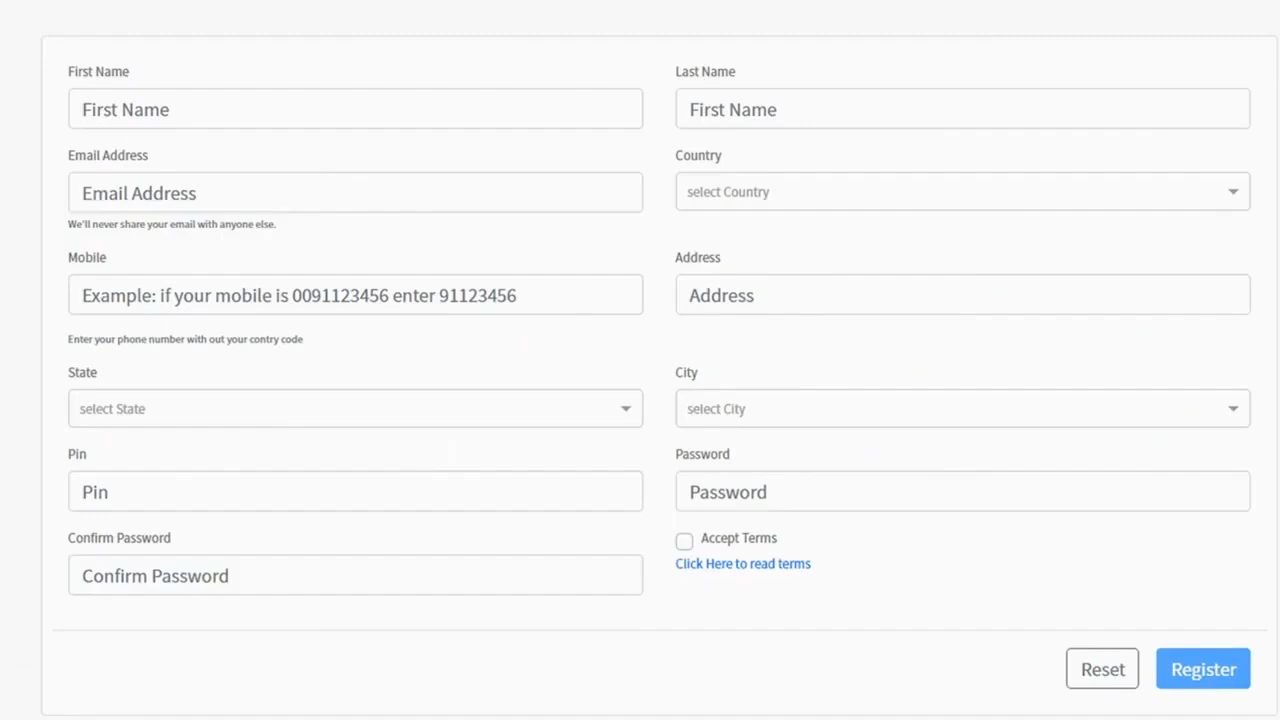 First Name
Last Name
First Name
First Name
Email Address
Country
Email Address
select Country
We'll never share your email with anyone else.
Mobile
Address
Example: if your mobile is 0091123456 enter 91123456
Address
Enter your phone number with out your contry code
State
City
select State
select City
Pin
Password
Pin
Password
Confirm Password
Accept Terms
Confirm Password
Click Here to read terms
Reset
Register